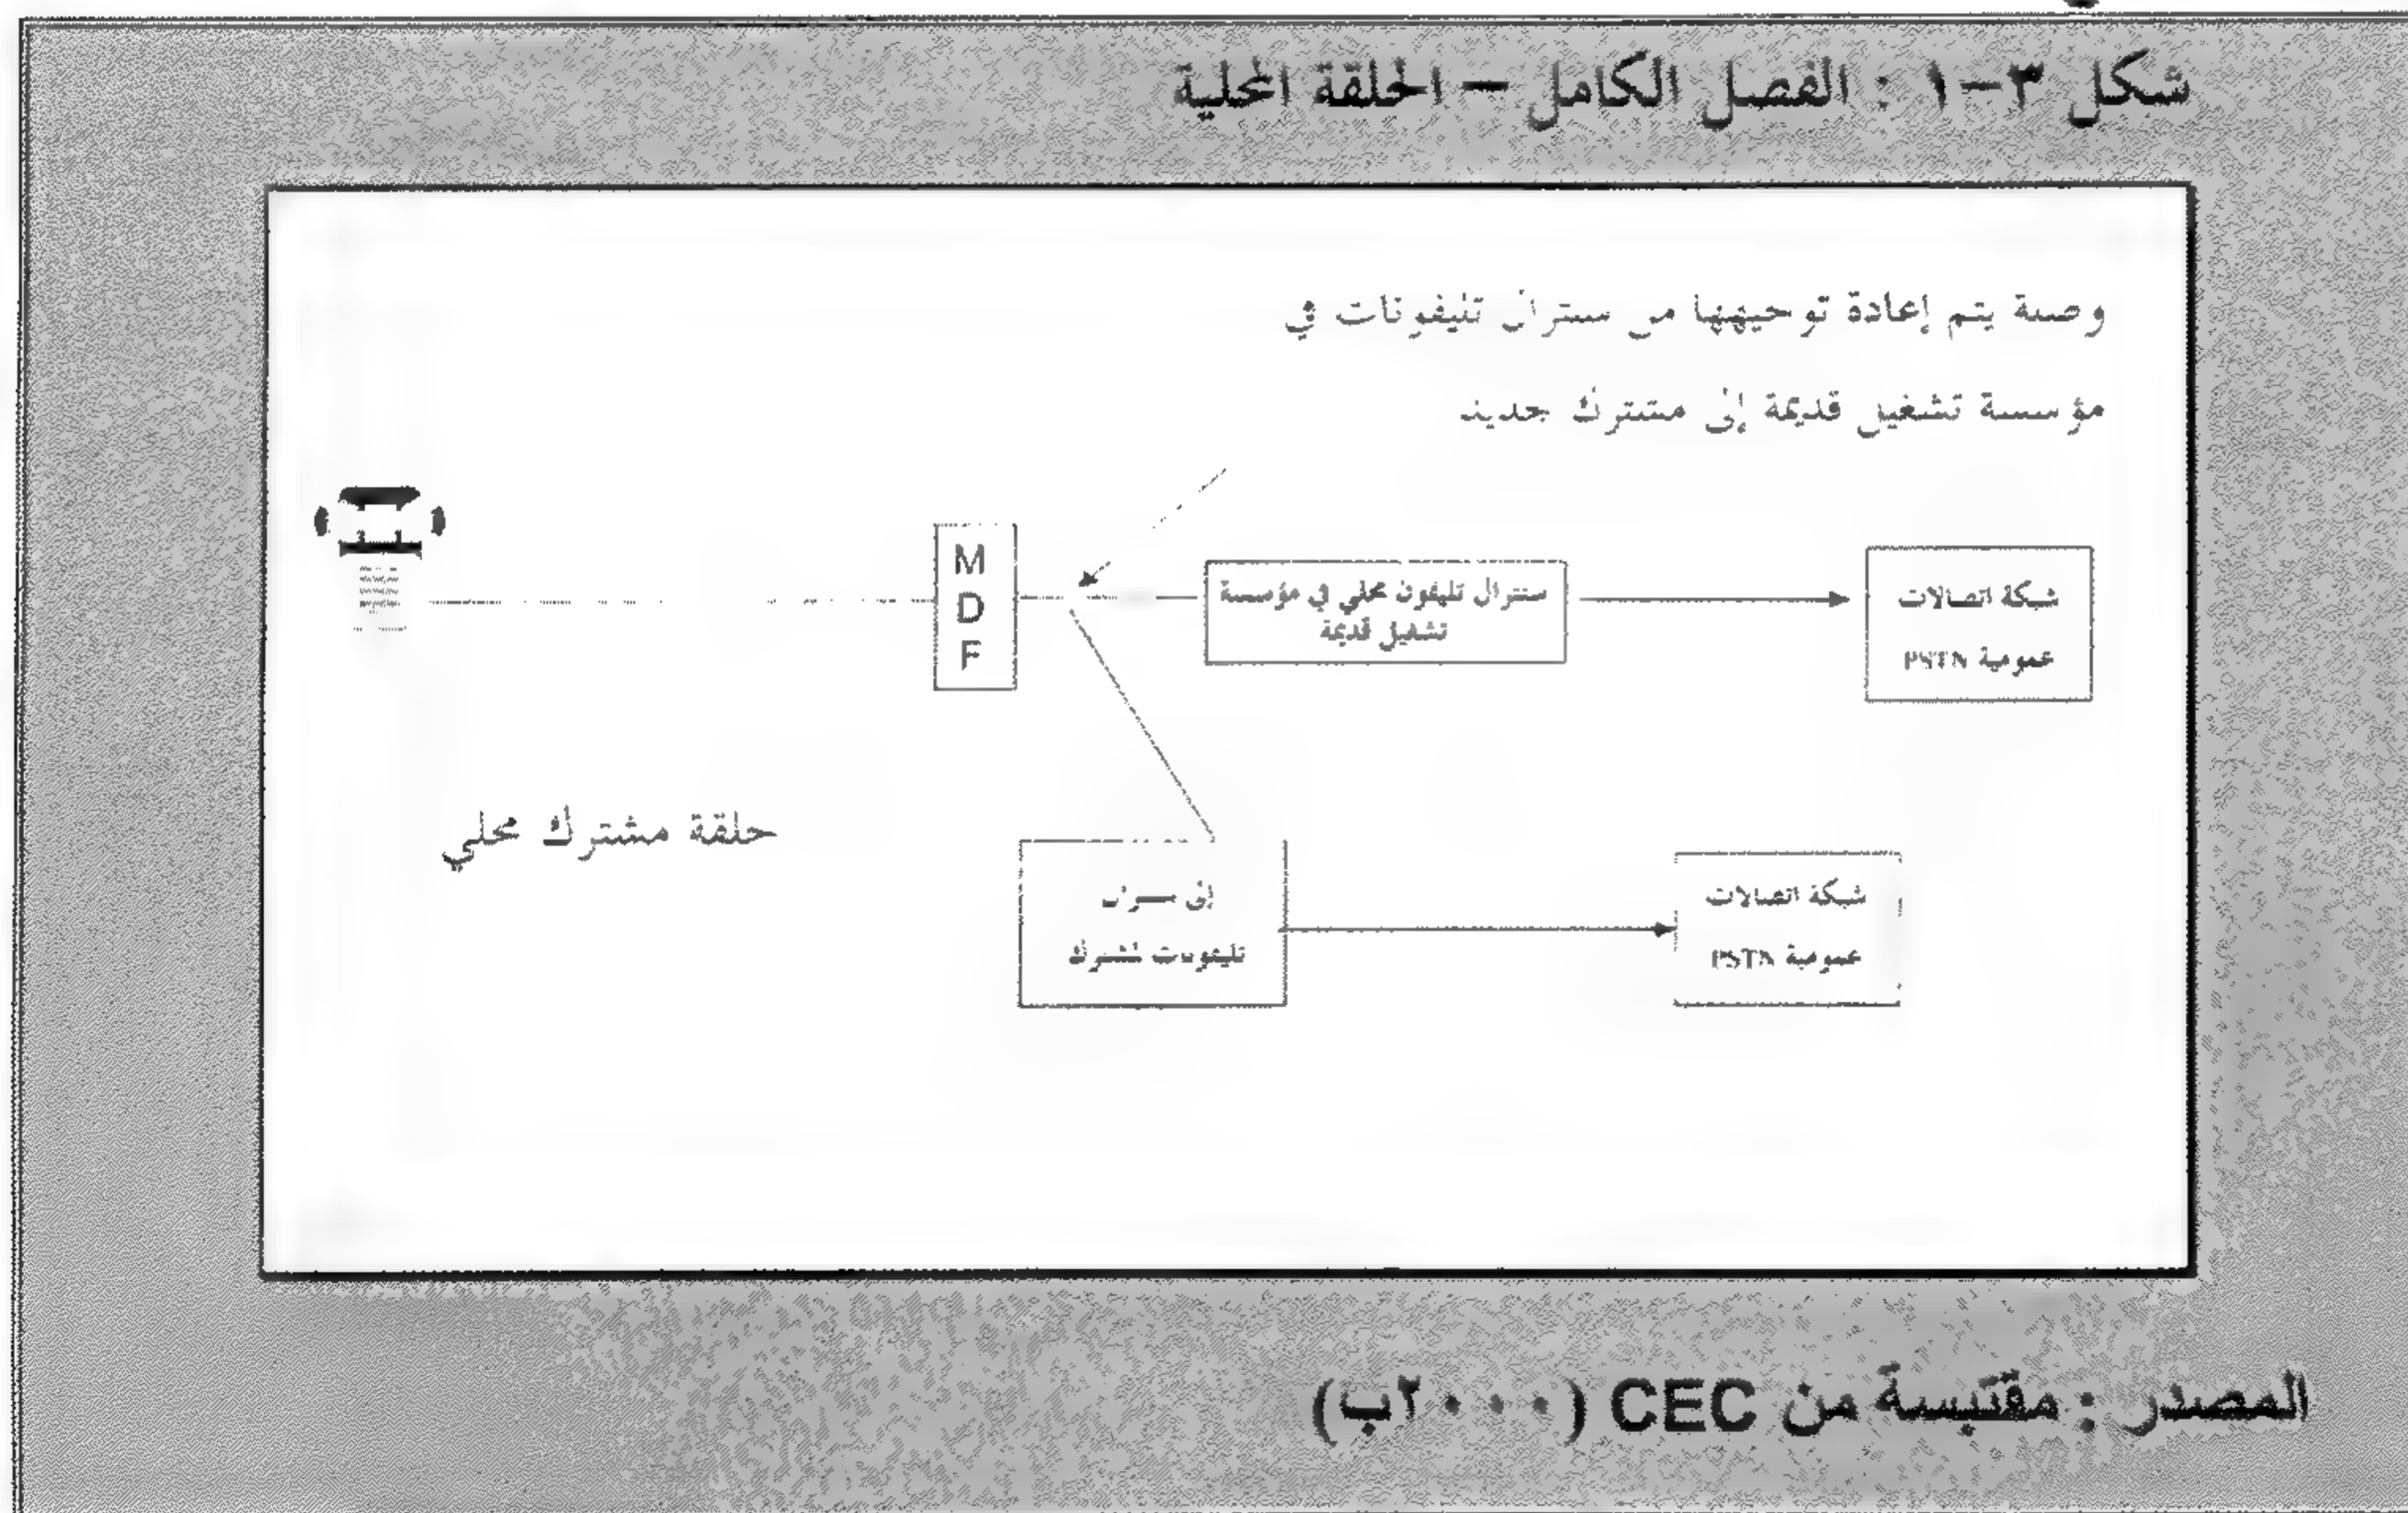 شكل ٣-١ : الفصل الكامل – الحلقة المحلية
وصلة يتم إعادة توجيهها من سنترال تليفونات في
مؤسسة تشغيل قديمة إلى مشترك جديد
M
D
F
سنترال تليفون محلي في مؤسسة
تشغيل قديمة
شبكة اتصالات
عمومية PSTN
حلقة مشترك محلي
إلى سنترال
تليفونات لمشترك
شبكة اتصالات
عمومية PSTN
المصدر : مقتبسة من CEC (٢٠٠٠ب)